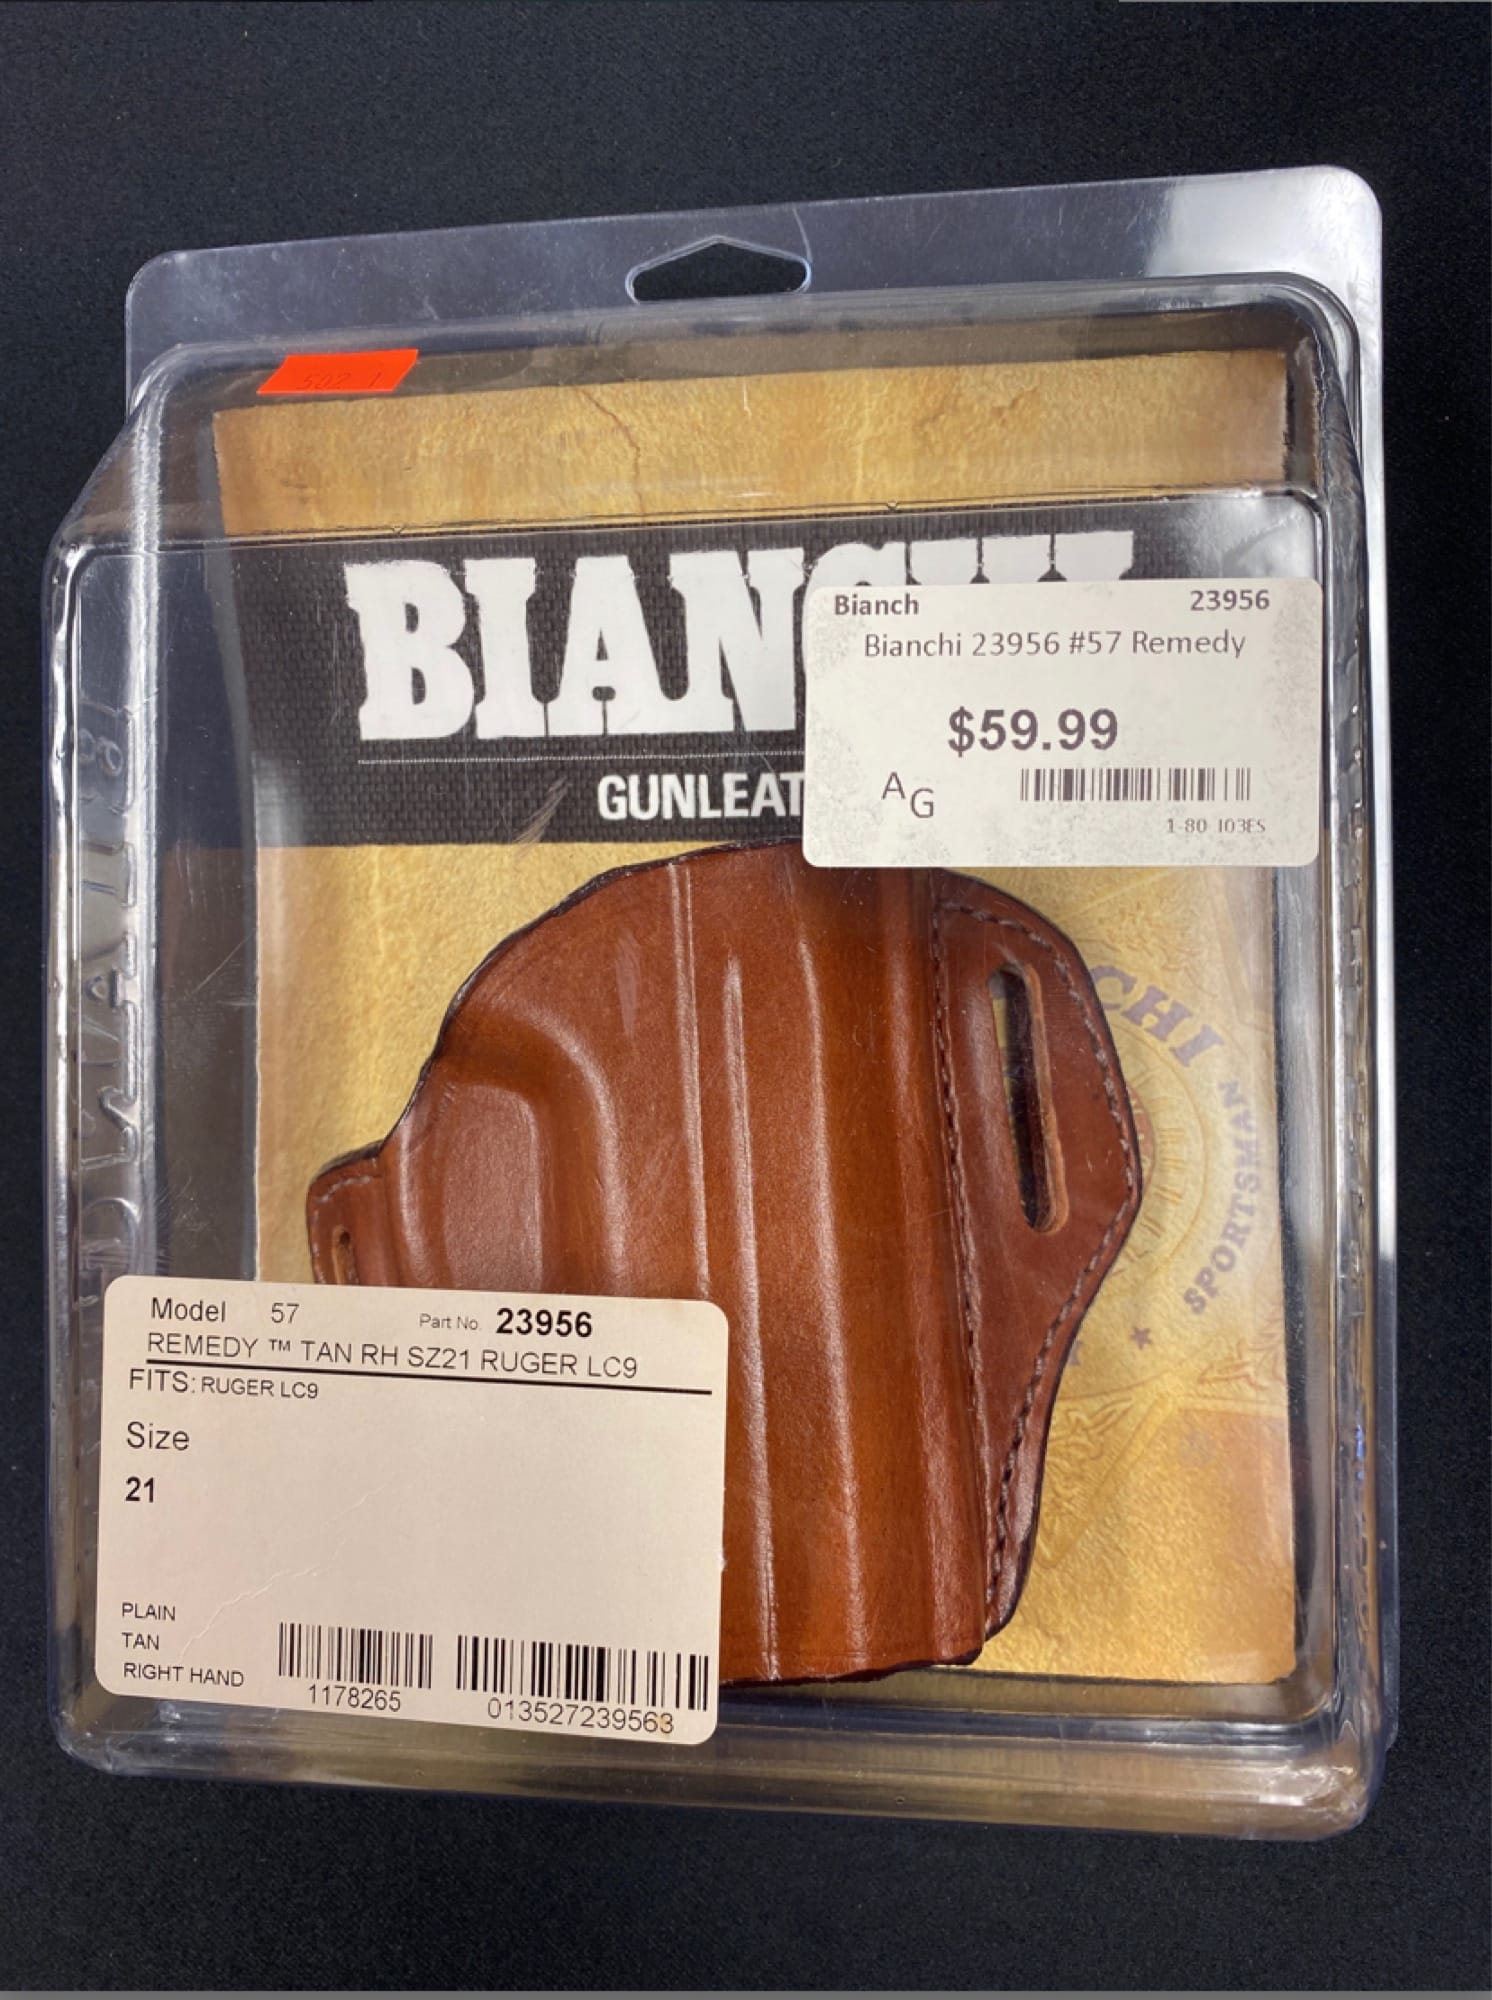 502 1
BIAN
GUNLEAT
Bianch 23956
Bianchi 23956 #57 Remedy
$59.99
AG
1-80 I03ES
CHI
SPORTSMAN
Model 57 Part No. 23956
REMEDY ™ TAN RH SZ21 RUGER LC9
FITS: RUGER LC9
Size
21
PLAIN
TAN
RIGHT HAND
1178265 013527239563